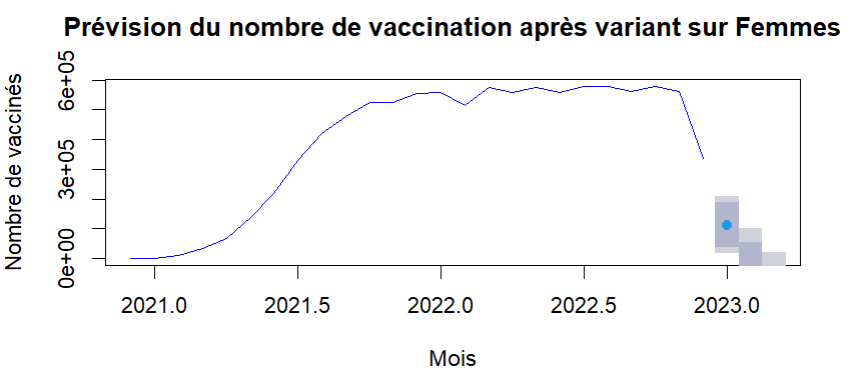 Prévision du nombre de vaccination après variant sur Femmes
Nombre de vaccinés
6e+05
3e+05
0e+00
2021.0 2021.5 2022.0 2022.5 2023.0
Mois